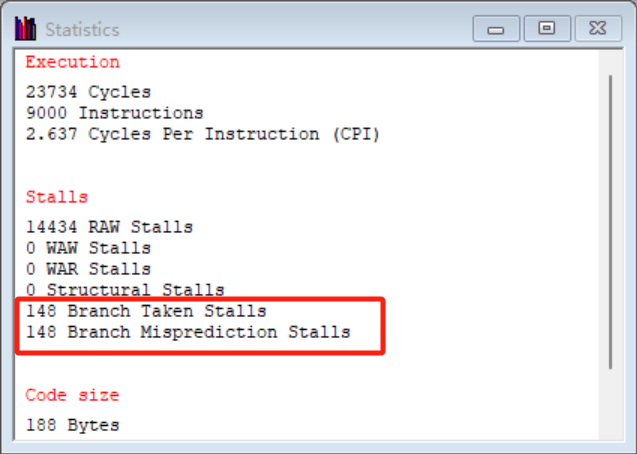 Statistics
Execution
23734 Cycles
9000 Instructions
2.637 Cycles Per Instruction (CPI)
Stalls
14434 RAW Stalls
0 WAW Stalls
0 WAR Stalls
0 Structural Stalls
148 Branch Taken Stalls
148 Branch Misprediction Stalls
Code size
188 Bytes